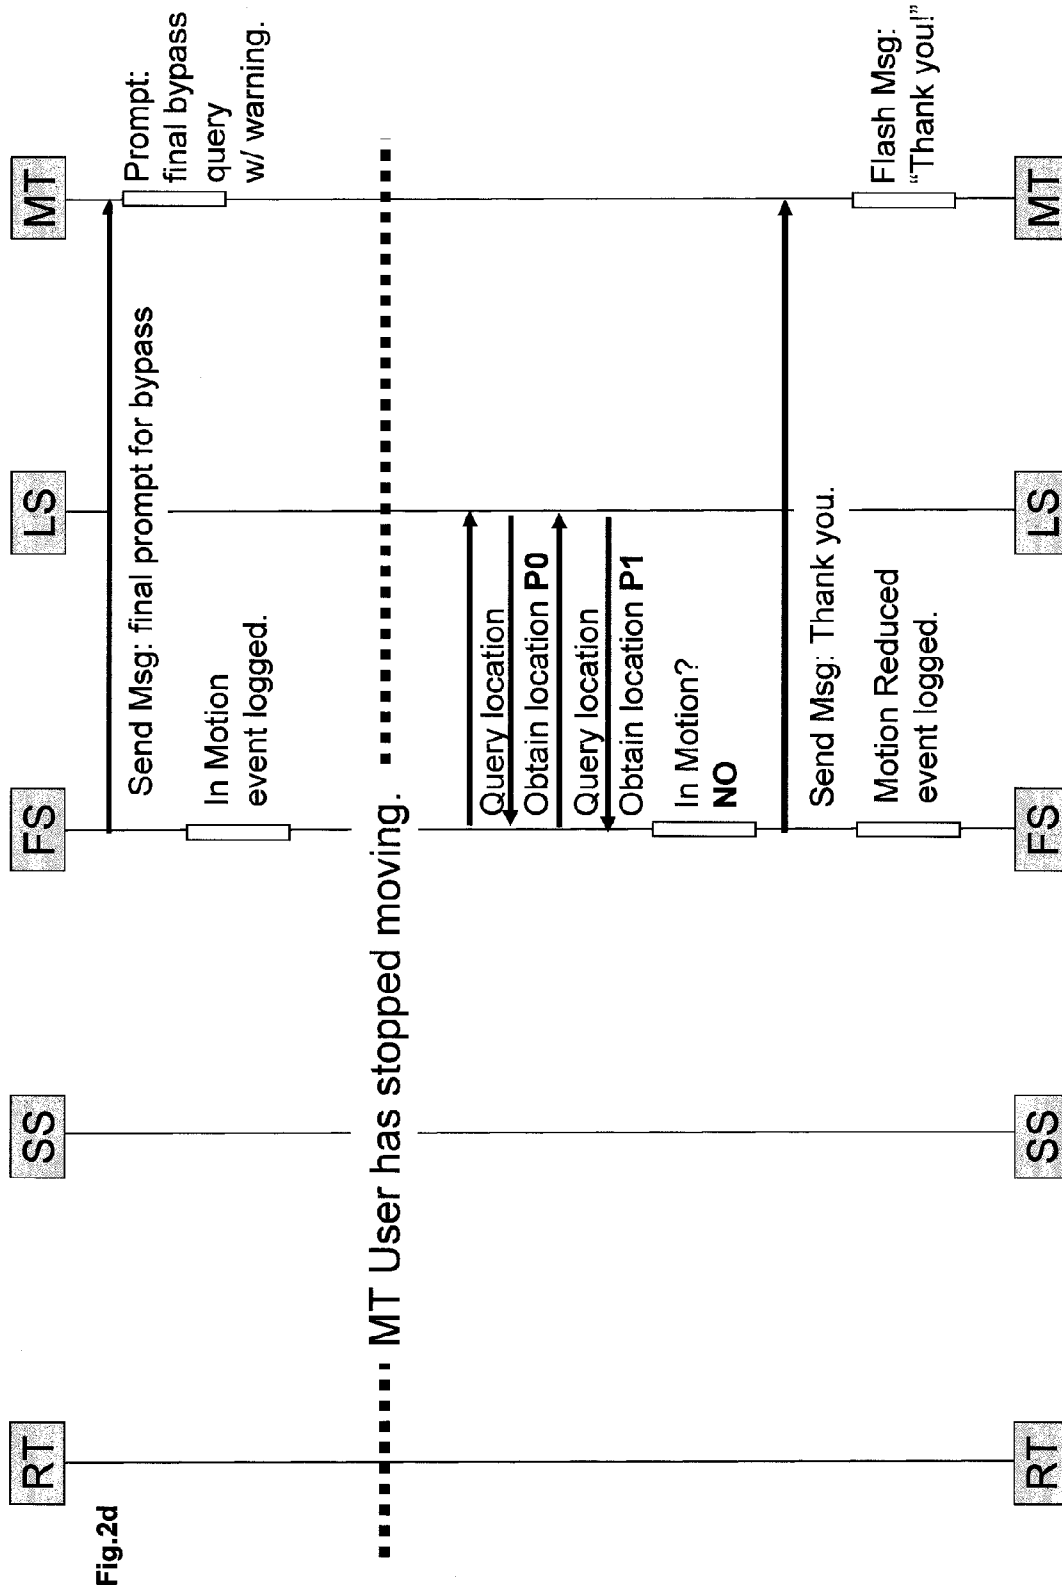 Fig.2d
RT
SS
FS
LS
MT
Send Msg: final prompt for bypass
Prompt:
final bypass
query
w/ warning.
In Motion
event logged.
MT User has stopped moving.
Query location
Obtain location P0
Query location
Obtain location P1
In Motion?
NO
Send Msg: Thank you.
Flash Msg:
“Thank you!”
Motion Reduced
event logged.
RT
SS
FS
LS
MT